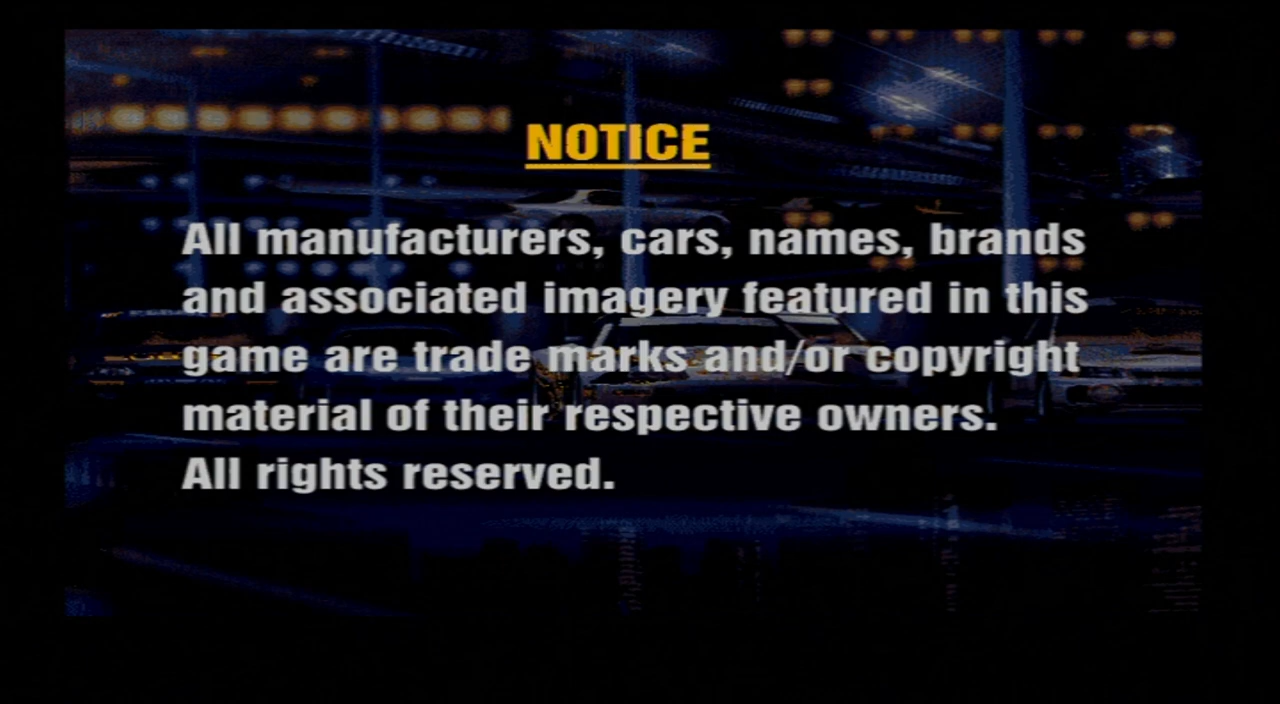 NOTICE
All manufacturers, cars, names, brands
and associated imagery featured in this
game are trade marks and/or copyright
material of their respective owners.
All rights reserved.